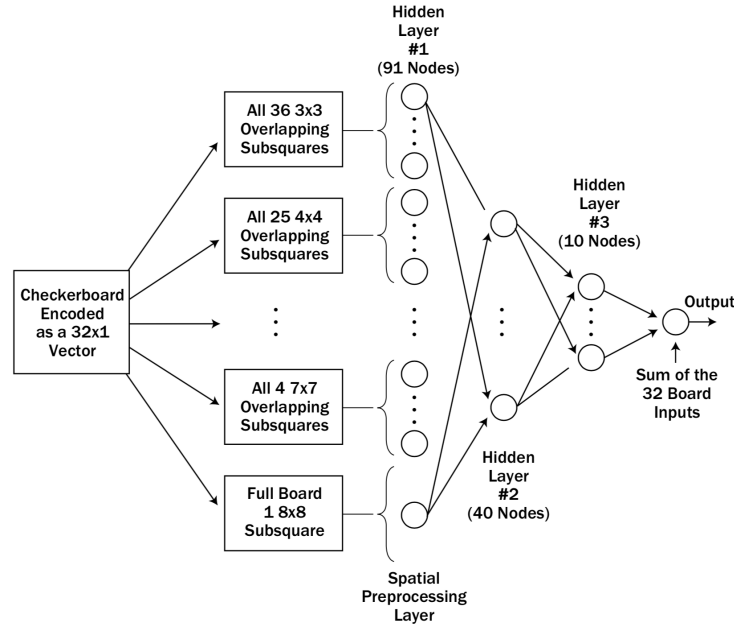 Hidden
Layer
#1
(91 Nodes)
All 36 3x3
Overlapping
Subsquares
Hidden
Layer
#3
(10 Nodes)
All 25 4x4
Overlapping
Subsquares
Checkerboard
Encoded
as a 32x1
Vector
Output
Sum of the
32 Board
Inputs
All 4 7x7
Overlapping
Subsquares
Hidden
Layer
#2
(40 Nodes)
Full Board
1 8x8
Subsquare
Spatial
Preprocessing
Layer